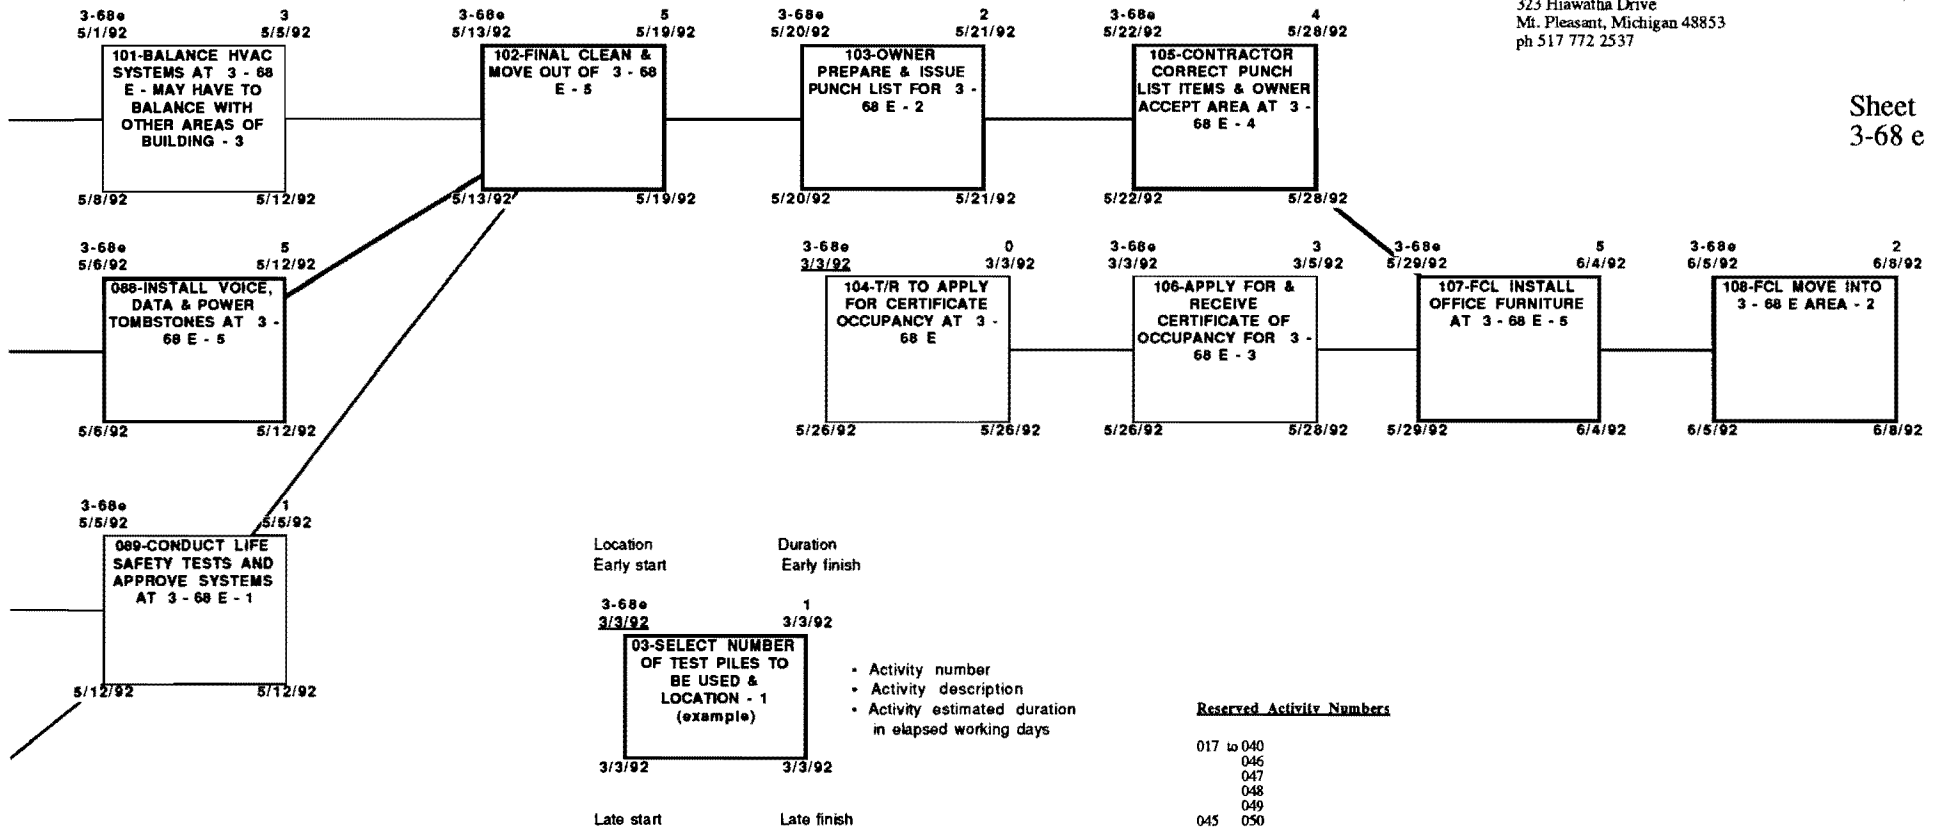 323 Hiawatha Drive
Mt. Pleasant, Michigan 48853
ph 517 772 2537
Sheet
3-68 e
3-68e 3
5/1/92 5/5/92
101-BALANCE HVAC
SYSTEMS AT 3 - 68
E - MAY HAVE TO
BALANCE WITH
OTHER AREAS OF
BUILDING - 3
5/8/92 5/12/92
3-68e 5
5/13/92 5/19/92
102-FINAL CLEAN &
MOVE OUT OF 3 - 68
E - 5
5/13/92 5/19/92
3-68e 2
5/20/92 5/21/92
103-OWNER
PREPARE & ISSUE
PUNCH LIST FOR 3 -
68 E - 2
5/20/92 5/21/92
3-68e 4
5/22/92 5/28/92
105-CONTRACTOR
CORRECT PUNCH
LIST ITEMS & OWNER
ACCEPT AREA AT 3 -
68 E - 4
5/22/92 5/28/92
3-68e 5
5/6/92 5/12/92
088-INSTALL VOICE,
DATA & POWER
TOMBSTONES AT 3 -
68 E - 5
5/6/92 5/12/92
3-68e 0
3/3/92 3/3/92
104-T/R TO APPLY
FOR CERTIFICATE
OCCUPANCY AT 3 -
68 E
5/26/92 5/26/92
3-68e 3
3/3/92 3/5/92
106-APPLY FOR &
RECEIVE
CERTIFICATE OF
OCCUPANCY FOR 3 -
68 E - 3
5/26/92 5/28/92
3-68e 5
5/29/92 6/4/92
107-FCL INSTALL
OFFICE FURNITURE
AT 3 - 68 E - 5
5/29/92 6/4/92
3-68e 2
6/5/92 6/8/92
108-FCL MOVE INTO
3 - 68 E AREA - 2
6/5/92 6/8/92
3-68e 1
5/5/92 5/5/92
089-CONDUCT LIFE
SAFETY TESTS AND
APPROVE SYSTEMS
AT 3 - 68 E - 1
5/12/92 5/12/92
Location Duration
Early start Early finish
3-68e 1
3/3/92 3/3/92
03-SELECT NUMBER
OF TEST PILES TO
BE USED &
LOCATION - 1
(example)
3/3/92 3/3/92
Late start Late finish
• Activity number
• Activity description
• Activity estimated duration
in elapsed working days
Reserved Activity Numbers
017 to 040
046
047
048
049
045 050